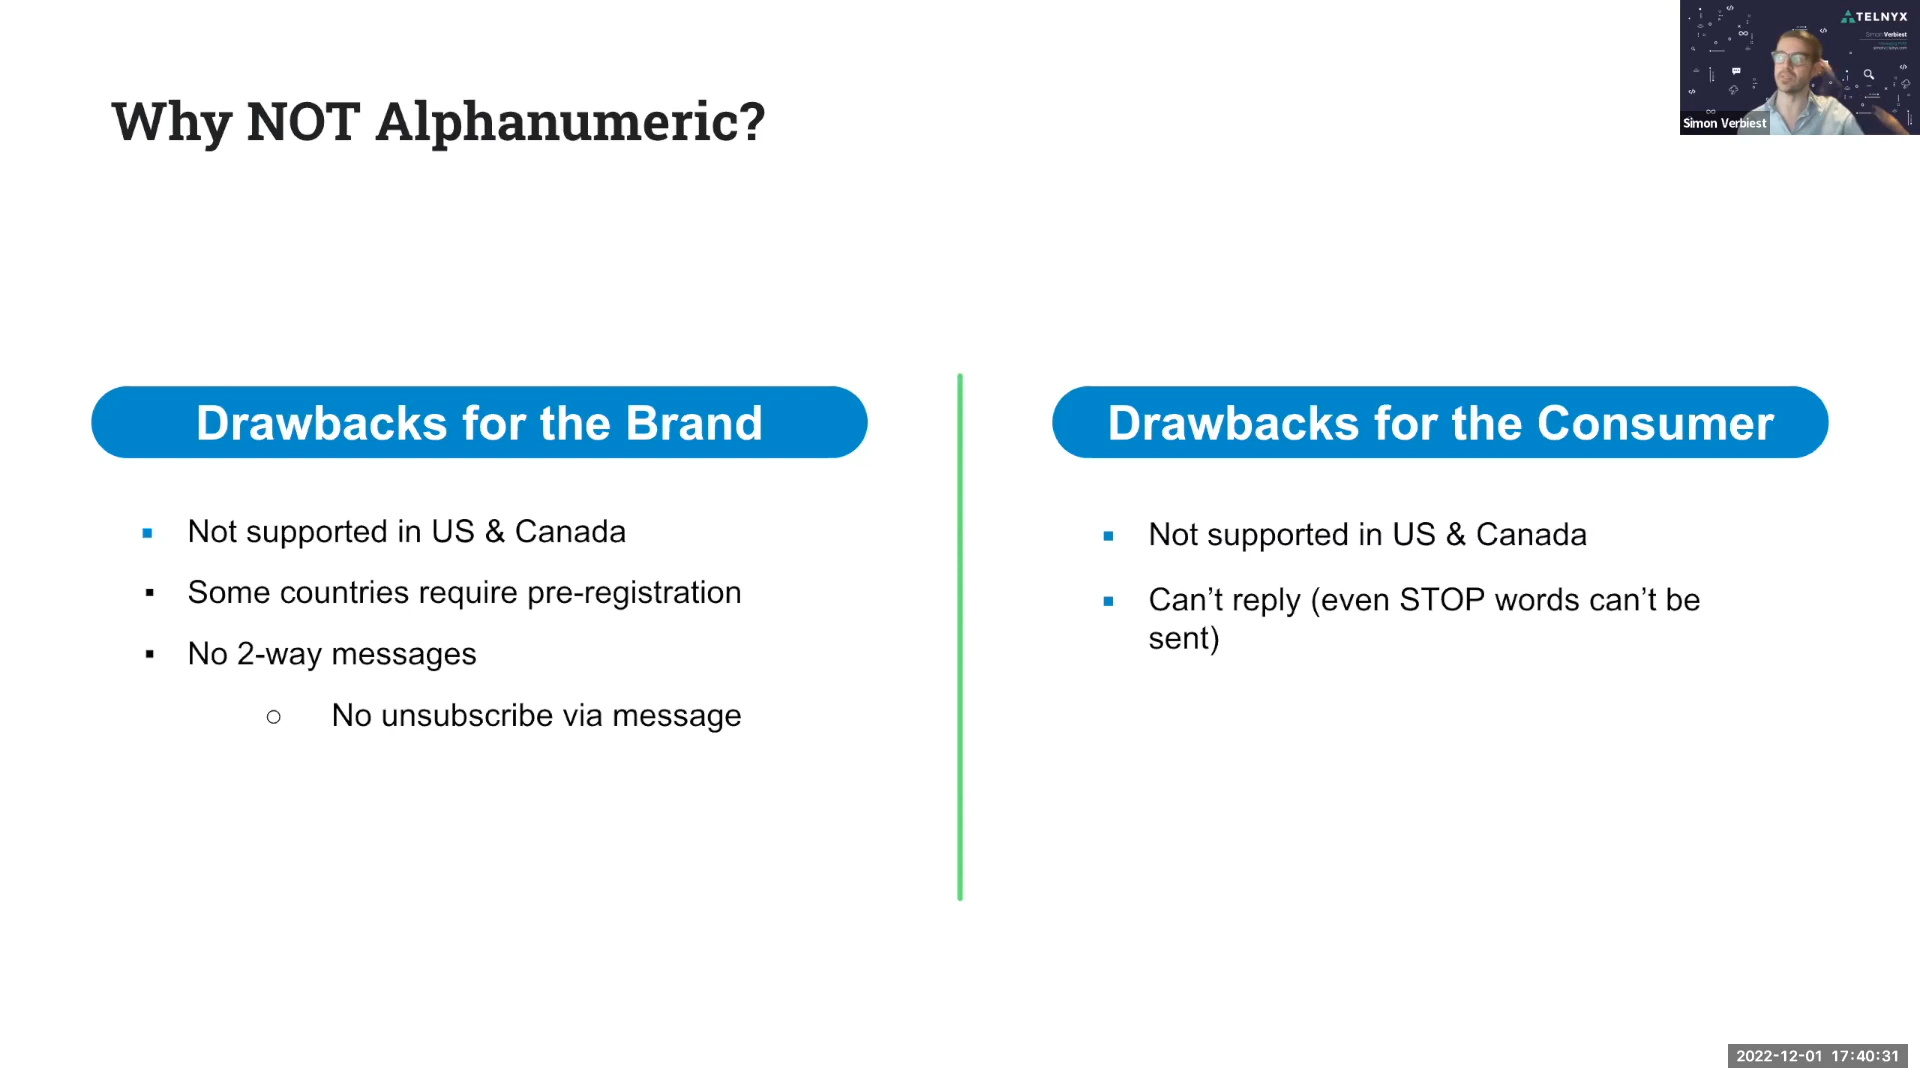 TELNYX
Simon Verbiest
Simon Verbiest
Why NOT Alphanumeric?
Drawbacks for the Brand
Not supported in US & Canada
Some countries require pre-registration
No 2-way messages
No unsubscribe via message
Drawbacks for the Consumer
Not supported in US & Canada
Can’t reply (even STOP words can’t be
sent)
2022-12-01 17:40:31